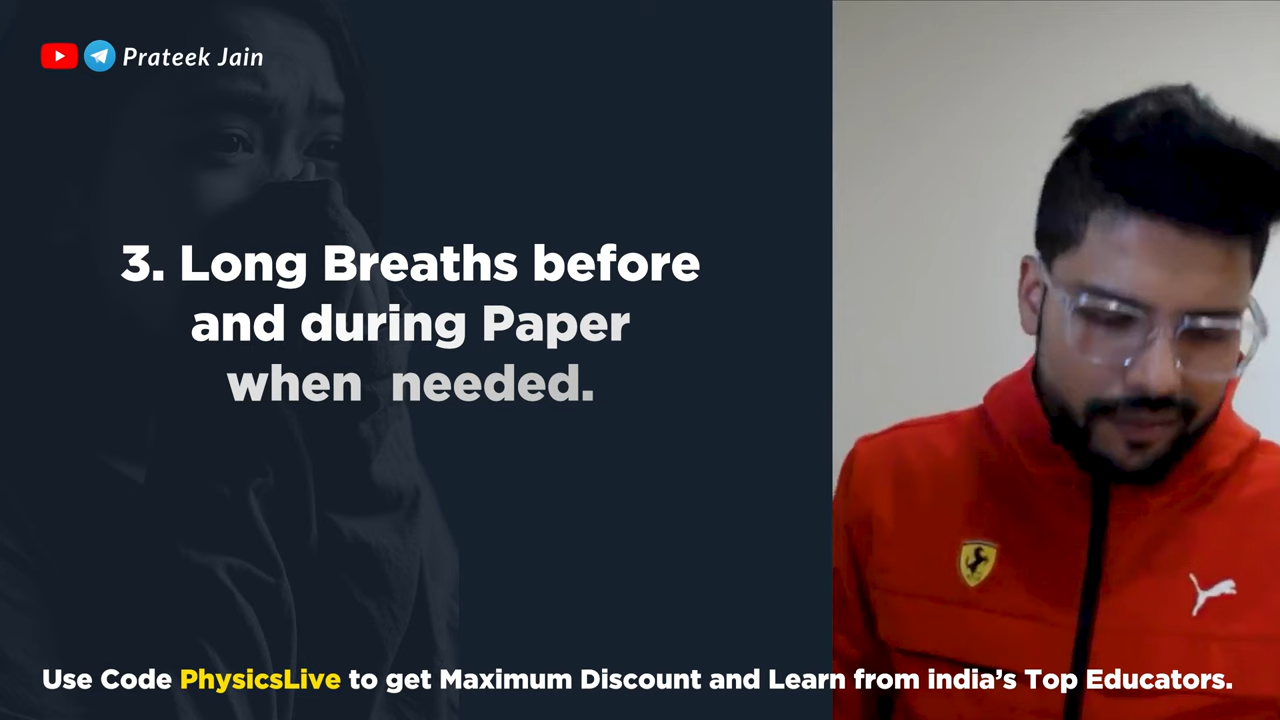 Prateek Jain
3. Long Breaths before
and during Paper
when needed.
Use Code PhysicsLive to get Maximum Discount and Learn from india’s Top Educators.